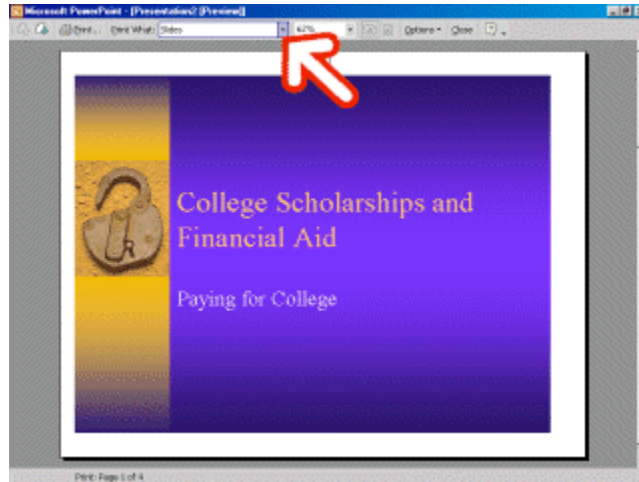 Microsoft PowerPoint - [Presentation2 [Preview]]
Print... Print What: Slides 62% Options Close
College Scholarships and
Financial Aid
Paying for College
Print: Page 1 of 4